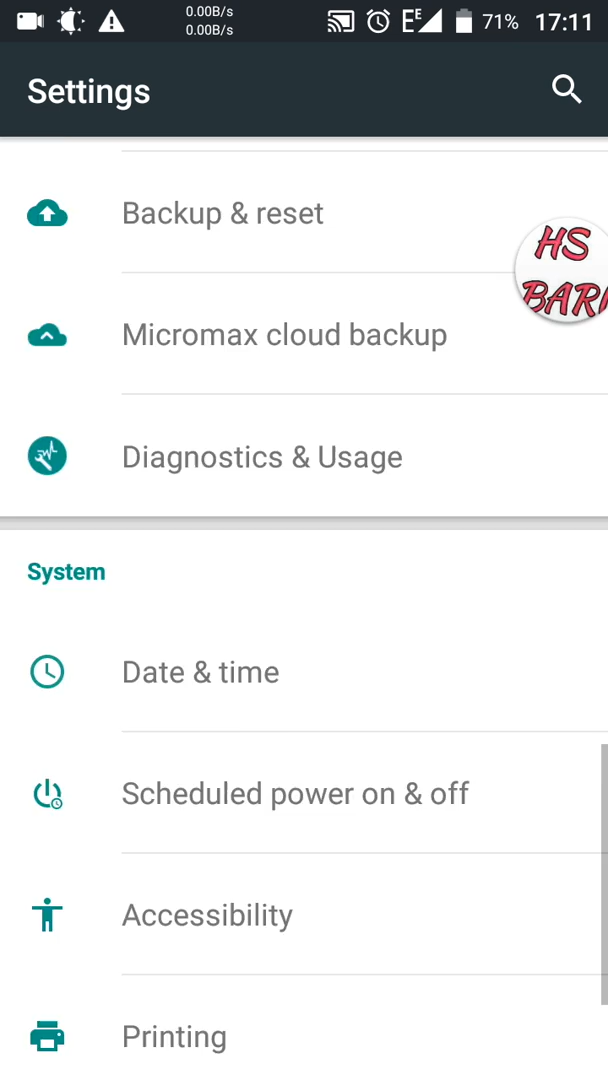 0.00B/s
0.00B/s
E E 71% 17:11
Settings
Backup & reset
HS
Micromax cloud backup
Diagnostics & Usage
System
Date & time
Scheduled power on & off
Accessibility
Printing